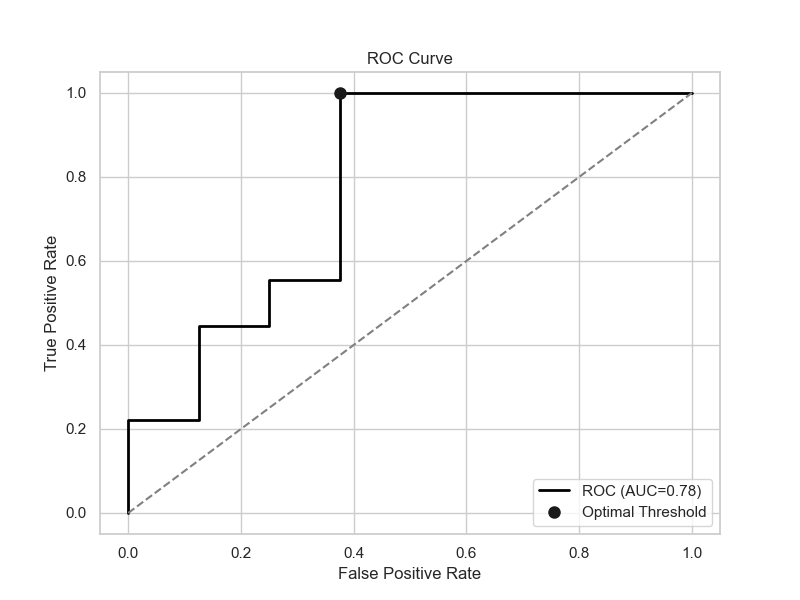 ROC Curve
True Positive Rate
1.0
0.8
0.6
0.4
0.2
0.0
ROC (AUC=0.78)
Optimal Threshold
0.0 0.2 0.4 0.6 0.8 1.0
False Positive Rate